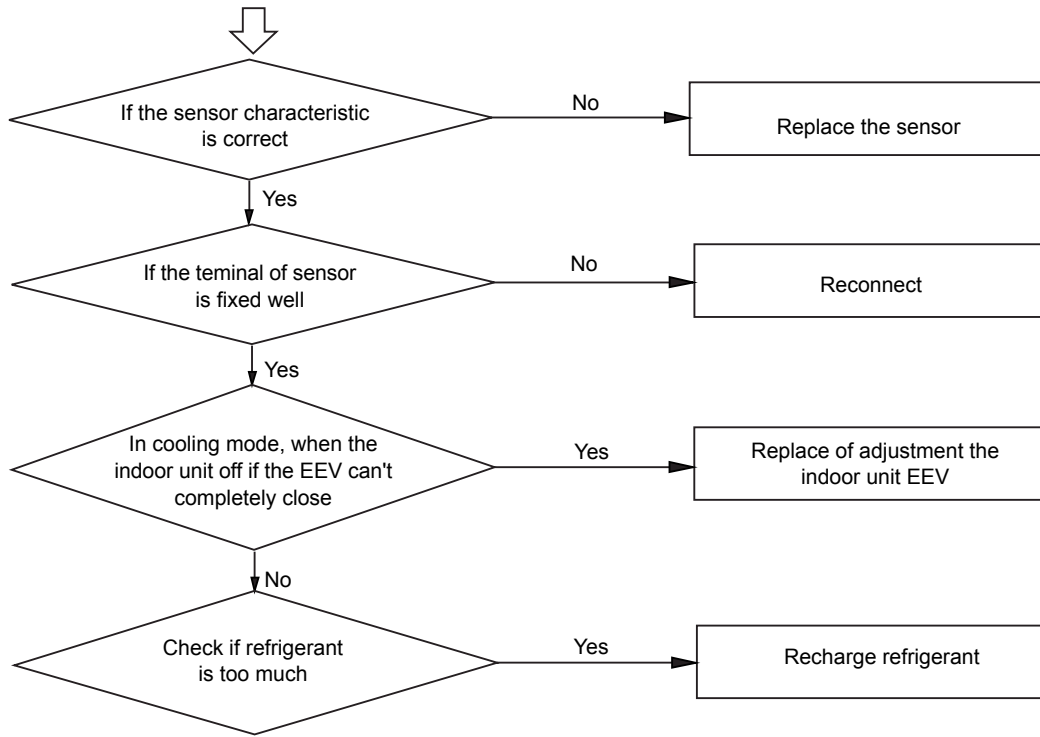 If the sensor characteristic
is correct
No
Replace the sensor
Yes
If the teminal of sensor
is fixed well
No
Reconnect
Yes
In cooling mode, when the
indoor unit off if the EEV can't
completely close
Yes
Replace of adjustment the
indoor unit EEV
No
Check if refrigerant
is too much
Yes
Recharge refrigerant